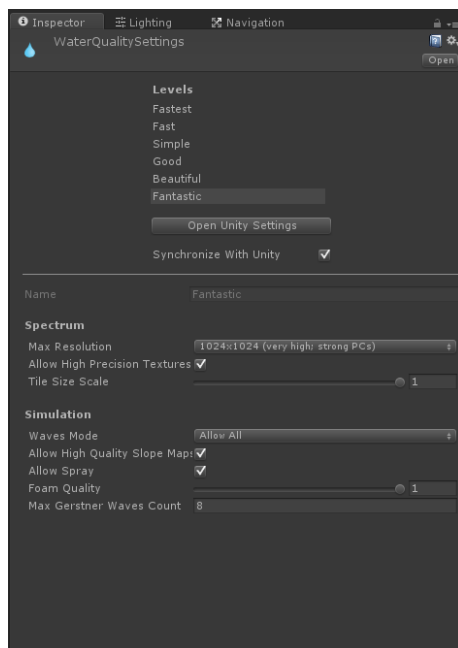 Inspector Lighting Navigation
WaterQualitySettings
Open
Levels
Fastest
Fast
Simple
Good
Beautiful
Fantastic
Open Unity Settings
Synchronize With Unity
Name Fantastic
Spectrum
Max Resolution 1024x1024 (very high; strong PCs)
Allow High Precision Textures
Tile Size Scale 1
Simulation
Waves Mode Allow All
Allow High Quality Slope Map:
Allow Spray
Foam Quality 1
Max Gerstner Waves Count 8